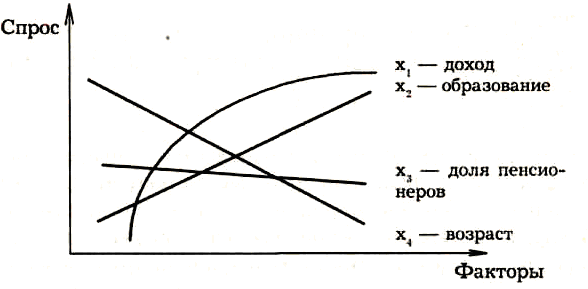 Спрос
x₁ — доход
x₂ — образование
x₃ — доля пенсио-
неров
x₄ — возраст
Факторы